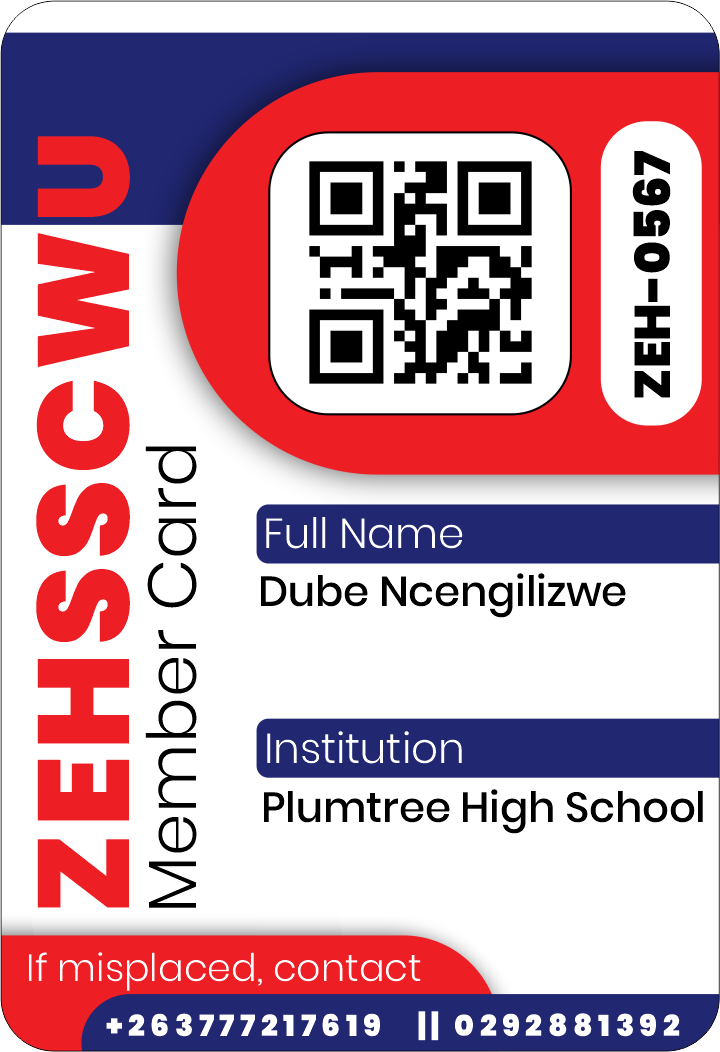 ZEHSSCWU
Member Card
ZEH-0567
Full Name
Dube Ncengilizwe
Institution
Plumtree High School
If misplaced, contact
+263777217619 || 0292881392